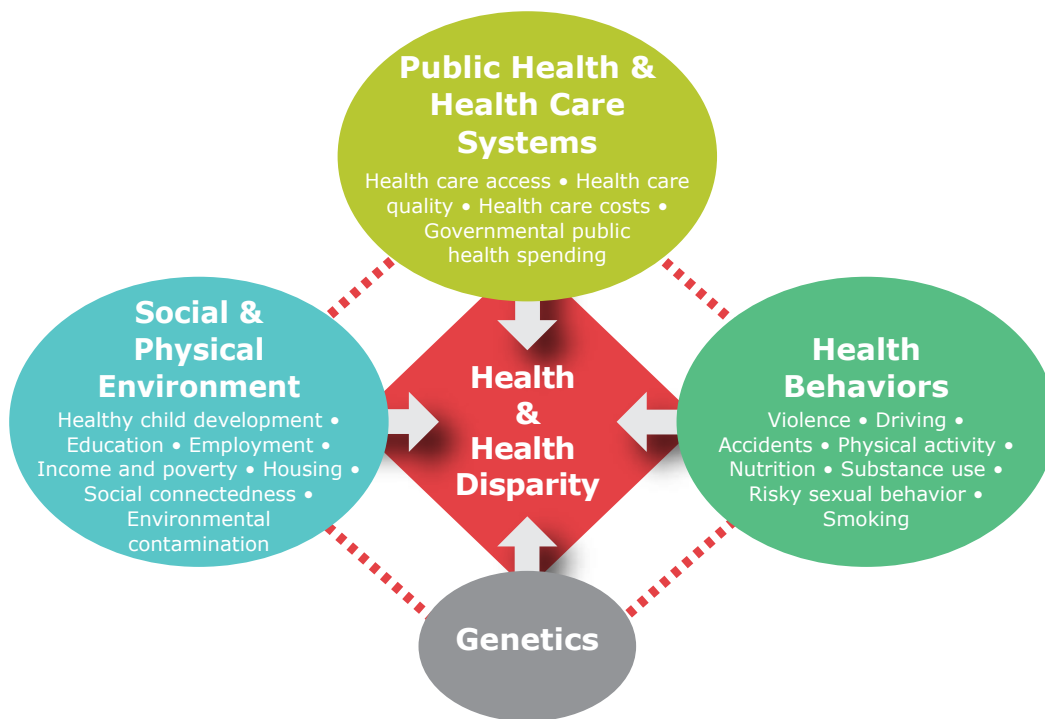 Public Health &
Health Care
Systems
Health care access • Health care
quality • Health care costs •
Governmental public
health spending
Social &
Physical
Environment
Healthy child development •
Education • Employment •
Income and poverty • Housing •
Social connectedness •
Environmental
contamination
Health
&
Health
Disparity
Health
Behaviors
Violence • Driving •
Accidents • Physical activity •
Nutrition • Substance use •
Risky sexual behavior •
Smoking
Genetics